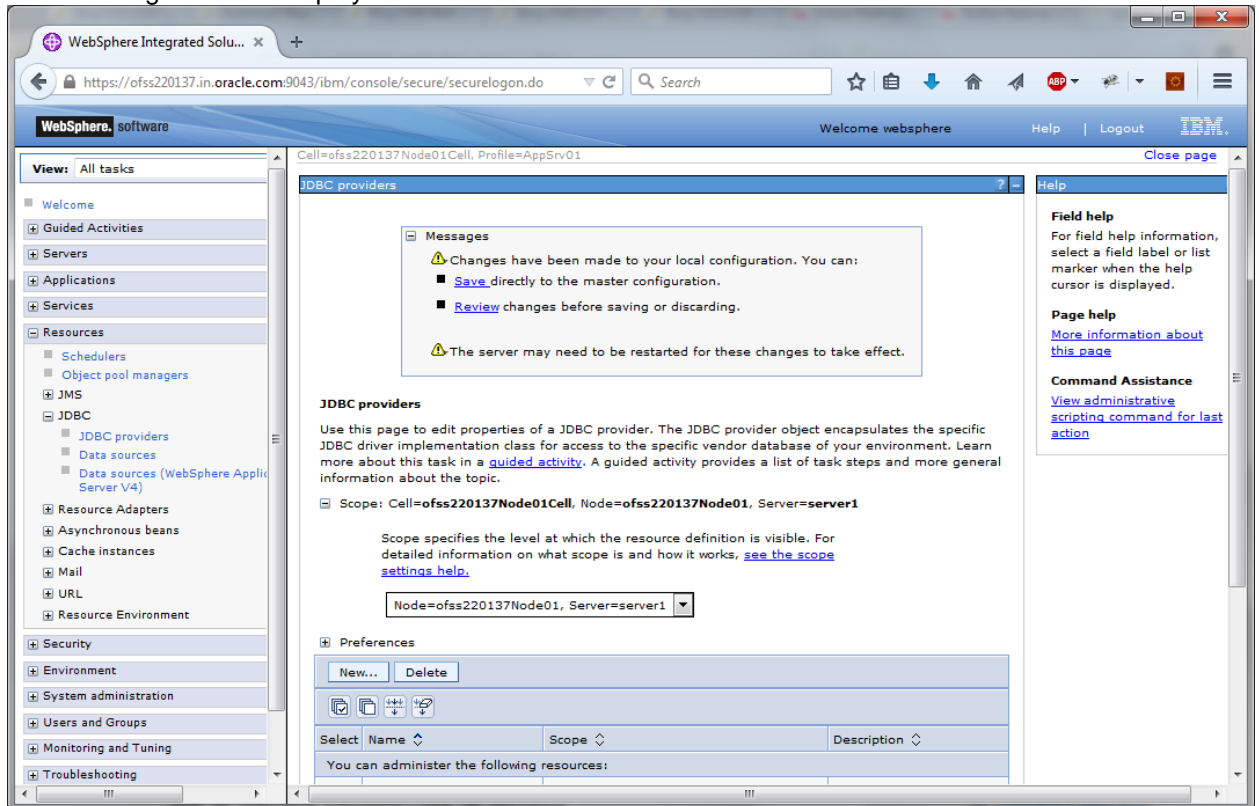 WebSphere Integrated Solu...
https://ofss220137.in.oracle.com:9043/ibm/console/secure/securelogon.do
Search
ABP
WebSphere. software
Welcome websphere
Help | Logout
IBM.
View: All tasks
Welcome
Guided Activities
Servers
Applications
Services
Resources
Schedulers
Object pool managers
JMS
JDBC
JDBC providers
Data sources
Data sources (WebSphere Applic
Server V4)
Resource Adapters
Asynchronous beans
Cache instances
Mail
URL
Resource Environment
Security
Environment
System administration
Users and Groups
Monitoring and Tuning
Troubleshooting
Cell=ofss220137Node01Cell, Profile=AppSrv01
Close page
JDBC providers
? -
Messages
Changes have been made to your local configuration. You can:
Save directly to the master configuration.
Review changes before saving or discarding.
The server may need to be restarted for these changes to take effect.
JDBC providers
Use this page to edit properties of a JDBC provider. The JDBC provider object encapsulates the specific
JDBC driver implementation class for access to the specific vendor database of your environment. Learn
more about this task in a guided activity. A guided activity provides a list of task steps and more general
information about the topic.
Scope: Cell=ofss220137Node01Cell, Node=ofss220137Node01, Server=server1
Scope specifies the level at which the resource definition is visible. For
detailed information on what scope is and how it works, see the scope
settings help.
Node=ofss220137Node01, Server=server1
Preferences
New... Delete
Select Name Scope Description
You can administer the following resources:
Help
Field help
For field help information,
select a field label or list
marker when the help
cursor is displayed.
Page help
More information about
this page
Command Assistance
View administrative
scripting command for last
action